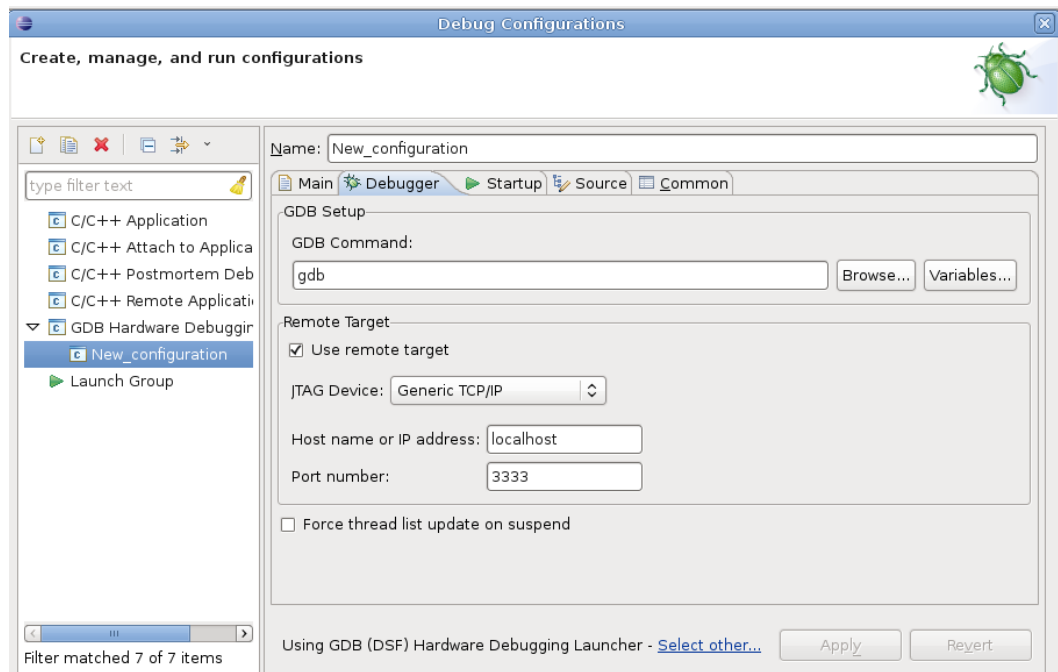 Debug Configurations
Create, manage, and run configurations
type filter text
C/C++ Application
C/C++ Attach to Applica
C/C++ Postmortem Deb
C/C++ Remote Applicati
GDB Hardware Debuggin
New_configuration
Launch Group
Filter matched 7 of 7 items
Name: New_configuration
Main Debugger Startup Source Common
GDB Setup
GDB Command:
gdb Browse... Variables...
Remote Target
Use remote target
JTAG Device: Generic TCP/IP
Host name or IP address: localhost
Port number: 3333
Force thread list update on suspend
Using GDB (DSF) Hardware Debugging Launcher - Select other... Apply Revert